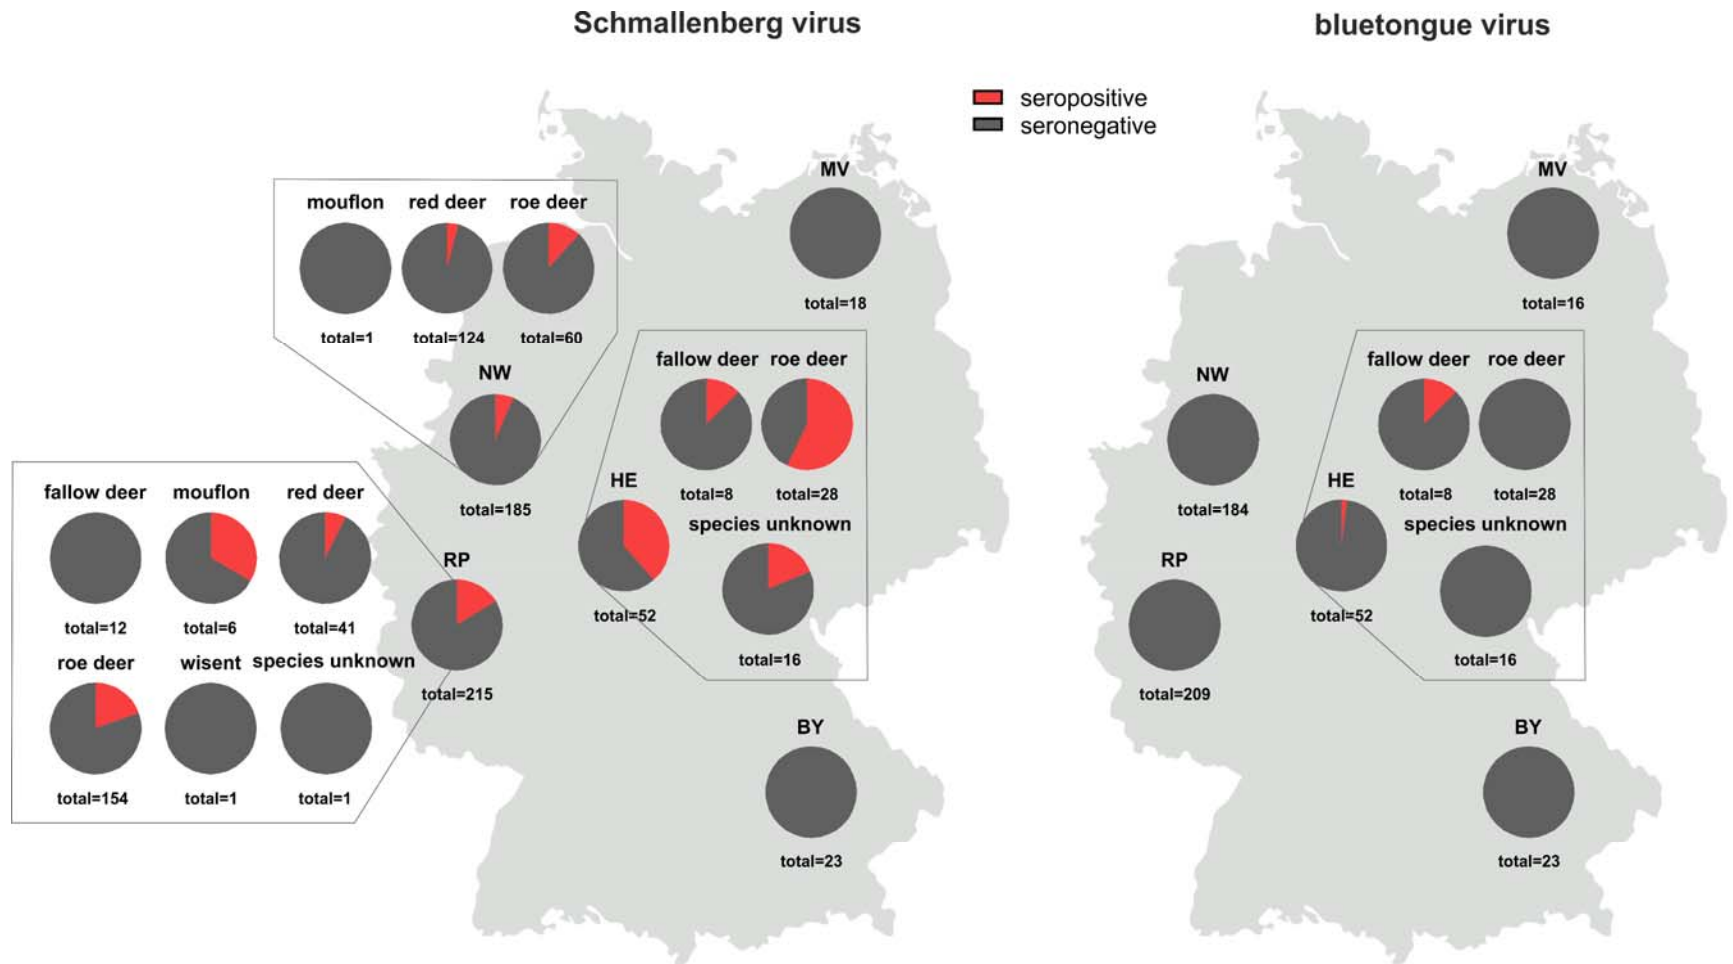 Schmallenberg virus
bluetongue virus
seropositive
seronegative
mouflon red deer roe deer
total=1 total=124 total=60
MV
total=18
NW
total=185
fallow deer roe deer
total=8 total=28
HE
total=52
species unknown
total=16
fallow deer mouflon red deer
total=12 total=6 total=41
roe deer wisent species unknown
total=154 total=1 total=1
RP
total=215
BY
total=23
MV
total=16
NW
total=184
fallow deer roe deer
total=8 total=28
HE
total=52
species unknown
total=16
RP
total=209
BY
total=23